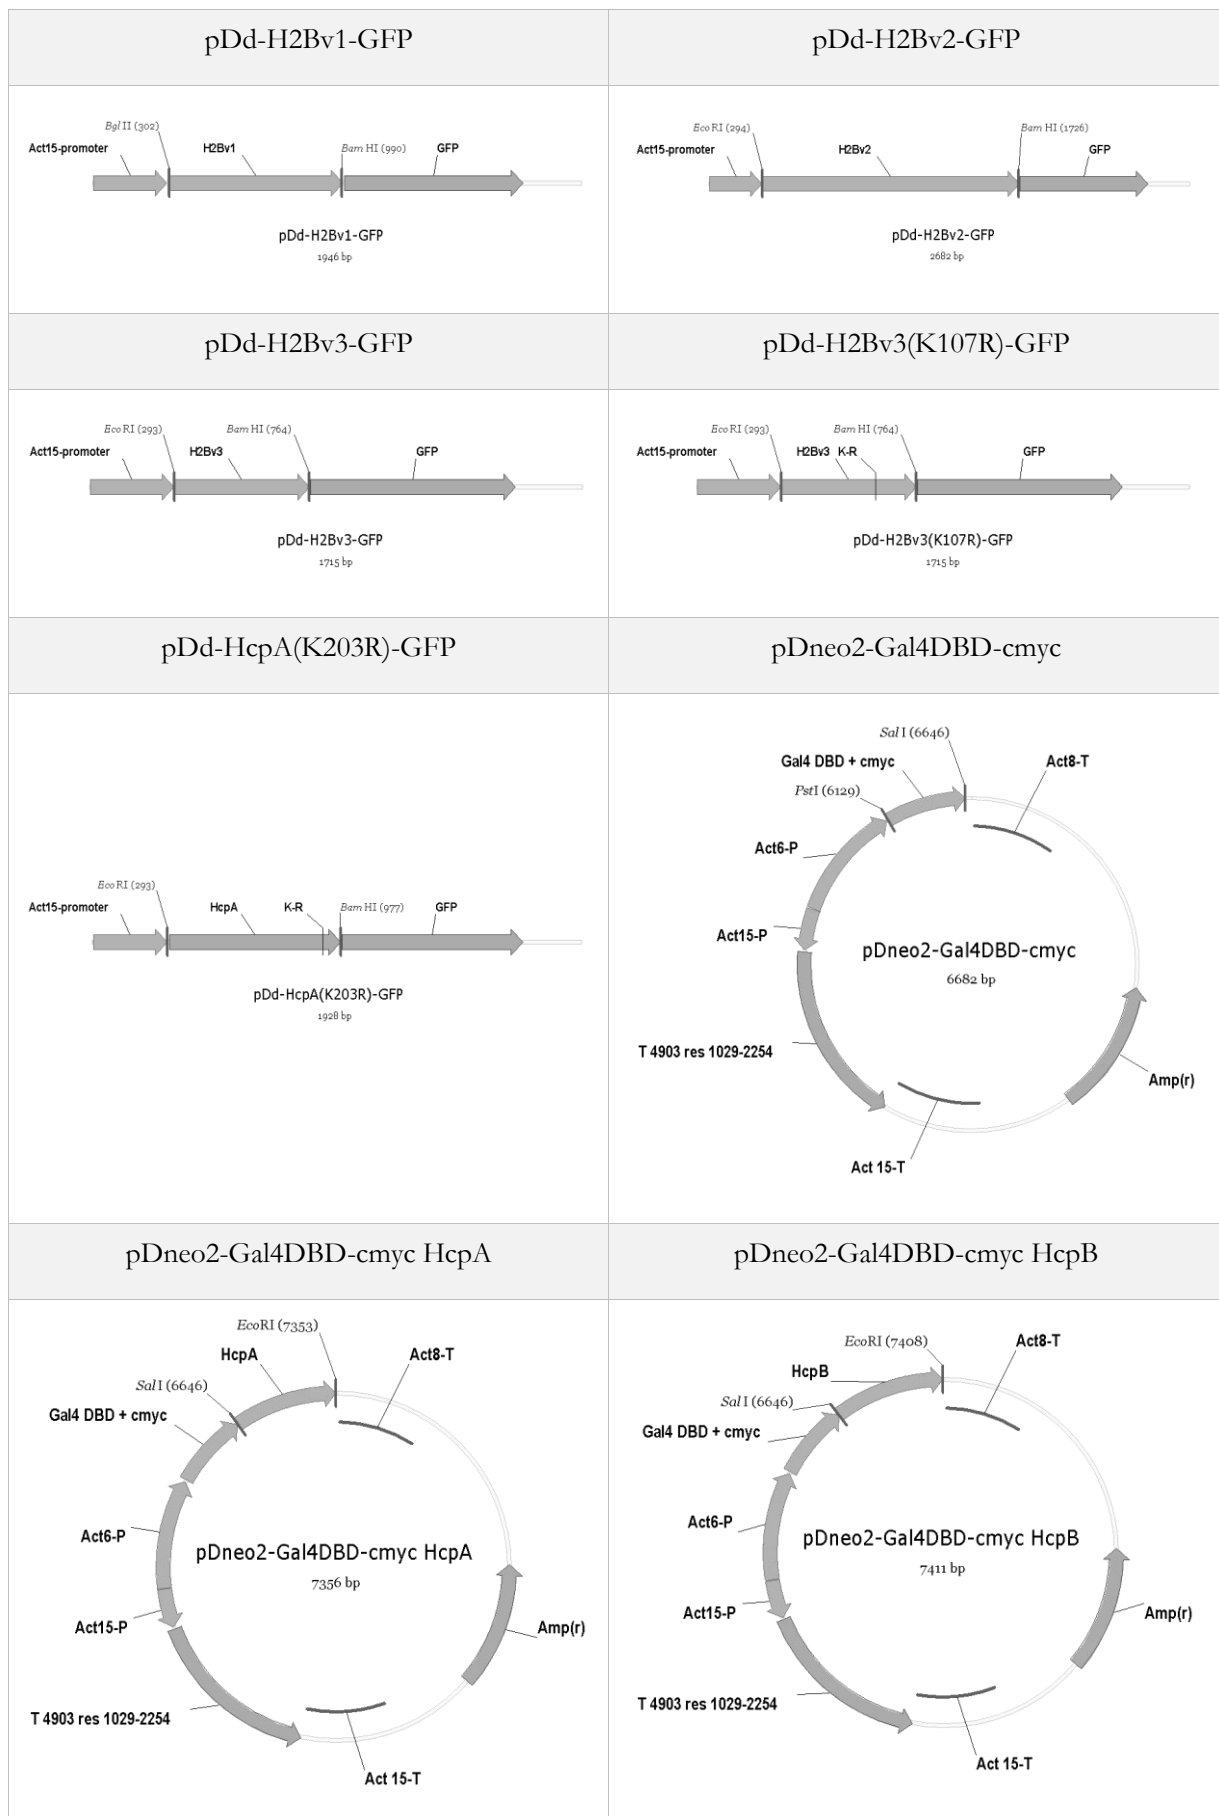 pDd-H2Bv1-GFP
pDd-H2Bv2-GFP
Bgl II (302)
Act15-promoter
H2Bv1
Bam HI (990)
GFP
pDd-H2Bv1-GFP
1946 bp
Eco RI (294)
Bam HI (1726)
Act15-promoter
H2Bv2
GFP
pDd-H2Bv2-GFP
2682 bp
pDd-H2Bv3-GFP
pDd-H2Bv3(K107R)-GFP
Eco RI (293)
Bam HI (764)
Act15-promoter
H2Bv3
GFP
pDd-H2Bv3-GFP
1715 bp
Eco RI (293)
Bam HI (764)
Act15-promoter
H2Bv3
K-R
GFP
pDd-H2Bv3(K107R)-GFP
1715 bp
pDd-HcpA(K203R)-GFP
pDneo2-Gal4DBD-cmyc
Eco RI (293)
Act15-promoter
HcpA
K-R
Bam HI (977)
GFP
pDd-HcpA(K203R)-GFP
1928 bp
Sal I (6646)
Gal4 DBD + cmyc
Act8-T
PstI (6129)
Act6-P
Act15-P
pDneo2-Gal4DBD-cmyc
6682 bp
T 4903 res 1029-2254
Amp(r)
Act 15-T
pDneo2-Gal4DBD-cmyc HcpA
pDneo2-Gal4DBD-cmyc HcpB
EcoRI (7353)
HcpA
Act8-T
Sal I (6646)
Gal4 DBD + cmyc
Act6-P
pDneo2-Gal4DBD-cmyc HcpA
7356 bp
Act15-P
Amp(r)
T 4903 res 1029-2254
Act 15-T
EcoRI (7408)
Act8-T
HcpB
Sal I (6646)
Gal4 DBD + cmyc
Act6-P
pDneo2-Gal4DBD-cmyc HcpB
7411 bp
Act15-P
Amp(r)
T 4903 res 1029-2254
Act 15-T